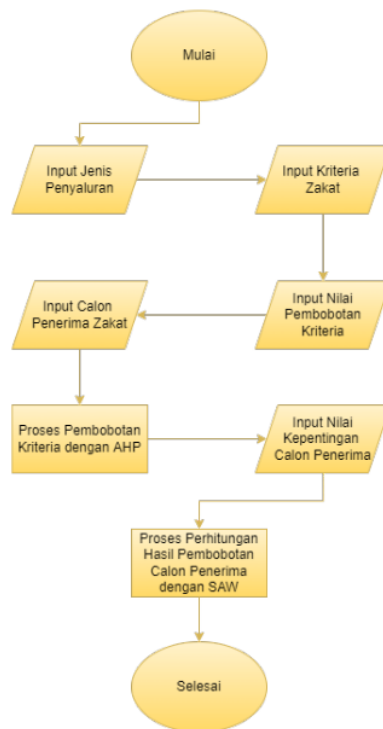 Mulai
Input Jenis
Penyaluran
Input Kriteria
Zakat
Input Nilai
Pembobotan
Kriteria
Input Calon
Penerima Zakat
Proses Pembobotan
Kriteria dengan AHP
Input Nilai
Kepentingan
Calon Penerima
Proses Perhitungan
Hasil Pembobotan
Calon Penerima
dengan SAW
Selesai